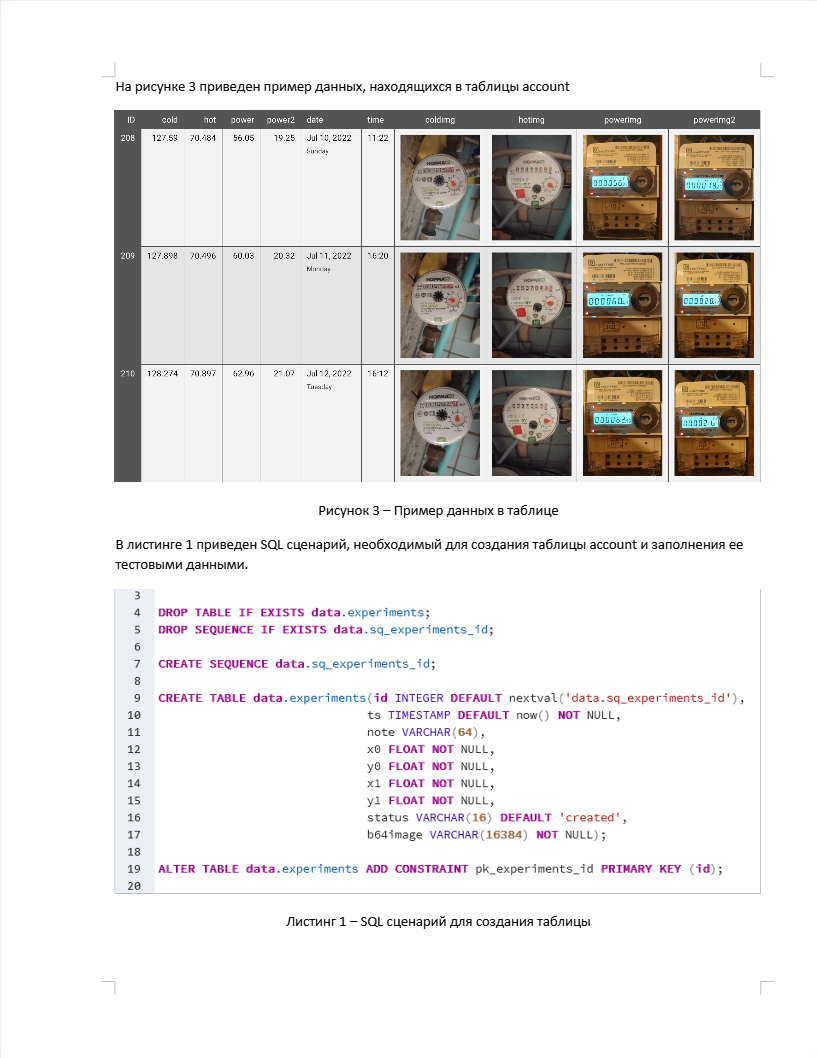 На рисунке 3 приведен пример данных, находящихся в таблицы account
ID cold hot power power2 date time coldimg hotimg powerimg powerimg2
208 127.59 70.484 56.05 19.25 Jul 10, 2022 11:22
Sunday
209 127.898 70.496 60.03 20.32 Jul 11, 2022 16:20
Monday
210 128.274 70.897 62.96 21.07 Jul 12, 2022 16:12
Tuesday
Рисунок 3 – Пример данных в таблице
В листинге 1 приведен SQL сценарий, необходимый для создания таблицы account и заполнения ее
тестовыми данными.
3
4 DROP TABLE IF EXISTS data.experiments;
5 DROP SEQUENCE IF EXISTS data.sq_experiments_id;
6
7 CREATE SEQUENCE data.sq_experiments_id;
8
9 CREATE TABLE data.experiments(id INTEGER DEFAULT nextval('data.sq_experiments_id'),
10 ts TIMESTAMP DEFAULT now() NOT NULL,
11 note VARCHAR(64),
12 x0 FLOAT NOT NULL,
13 y0 FLOAT NOT NULL,
14 x1 FLOAT NOT NULL,
15 y1 FLOAT NOT NULL,
16 status VARCHAR(16) DEFAULT 'created',
17 b64image VARCHAR(16384) NOT NULL);
18
19 ALTER TABLE data.experiments ADD CONSTRAINT pk_experiments_id PRIMARY KEY (id);
20
Листинг 1 – SQL сценарий для создания таблицы